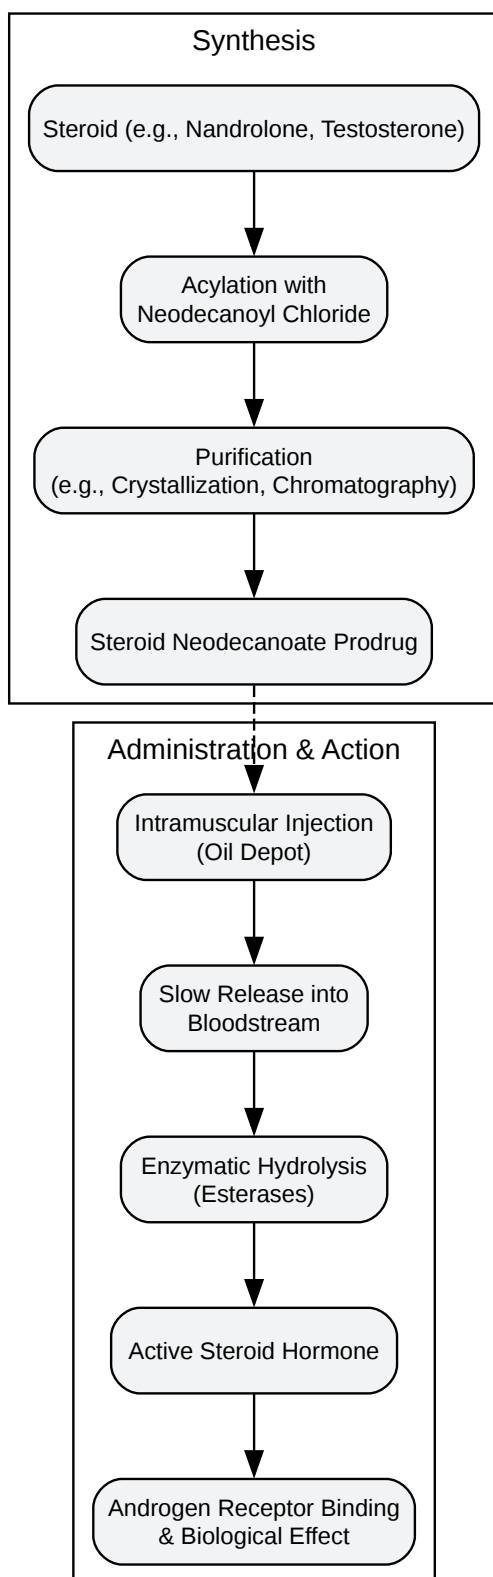 Synthesis
Steroid (e.g., Nandrolone, Testosterone)
Acylation with
Neodecanoyl Chloride
Purification
(e.g., Crystallization, Chromatography)
Steroid Neodecanoate Prodrug
Administration & Action
Intramuscular Injection
(Oil Depot)
Slow Release into
Bloodstream
Enzymatic Hydrolysis
(Esterases)
Active Steroid Hormone
Androgen Receptor Binding
& Biological Effect